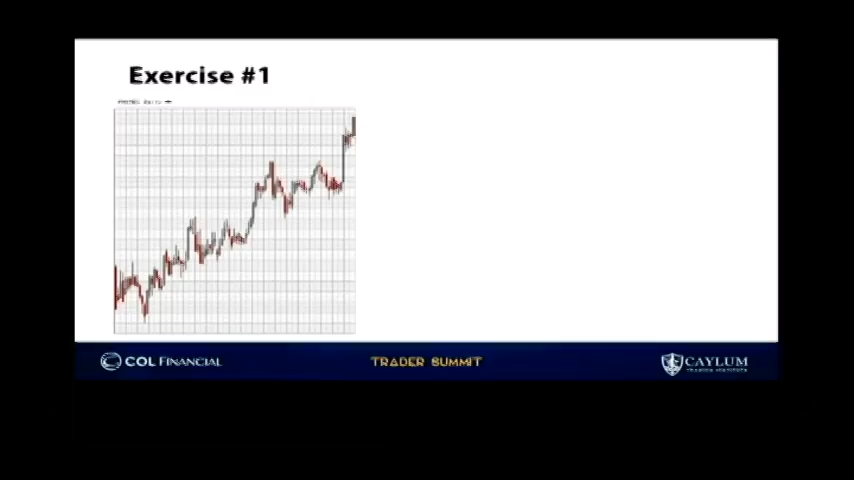 Exercise #1
COL FINANCIAL
TRADER SUMMIT
CAYLUM